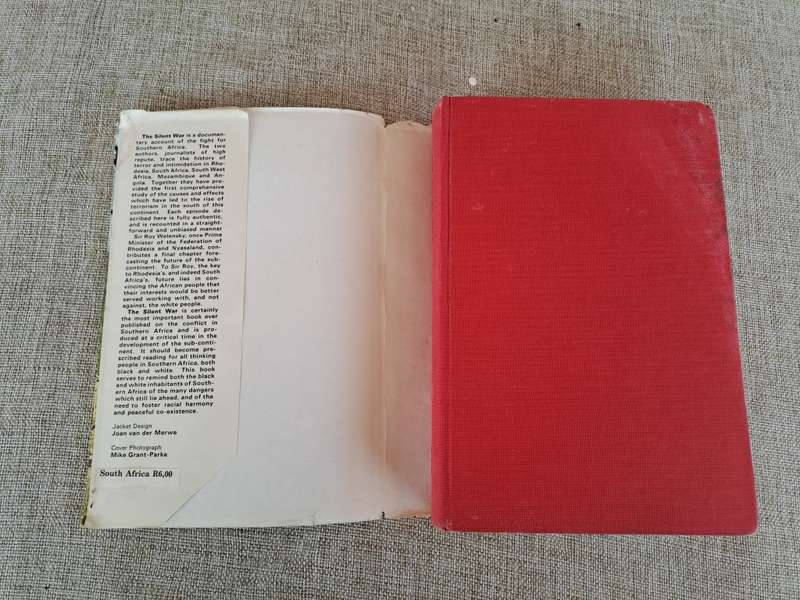 The Silent War is a documen-
tary account of the fight for
Southern Africa. The two
authors, journalists of high
repute, trace the history of
terror and intimidation in Rho-
desia, South Africa, South West
Africa, Mozambique and An-
gola. Together they have pro-
vided the first comprehensive
study of the causes and effects
which have led to the rise of
terrorism in the south of this
continent. Each episode de-
scribed here is fully authentic,
and is recounted in a straight-
forward and unbiased manner
Sir Roy Welensky, once Prime
Minister of the Federation of
Rhodesia and Nyasaland, con-
tributes a final chapter fore-
casting the future of the sub-
continent. To Sir Roy, the key
to Rhodesia's, and indeed South
Africa's, future lies in con-
vincing the African people that
their interests would be better
served working with, and not
against, the white people.
The Silent War is certainly
the most important book ever
published on the conflict in
Southern Africa and is pro-
duced at a critical time in the
development of the sub-conti-
nent. It should become pre-
scribed reading for all thinking
people in Southern Africa, both
black and white. This book
serves to remind both the black
and white inhabitants of South-
ern Africa of the many dangers
which still lie ahead, and of the
need to foster racial harmony
and peaceful co-existence.
Jacket Design
Joan van der Merwe
Cover Photograph
Mike Grant-Parke
South Africa R6,00